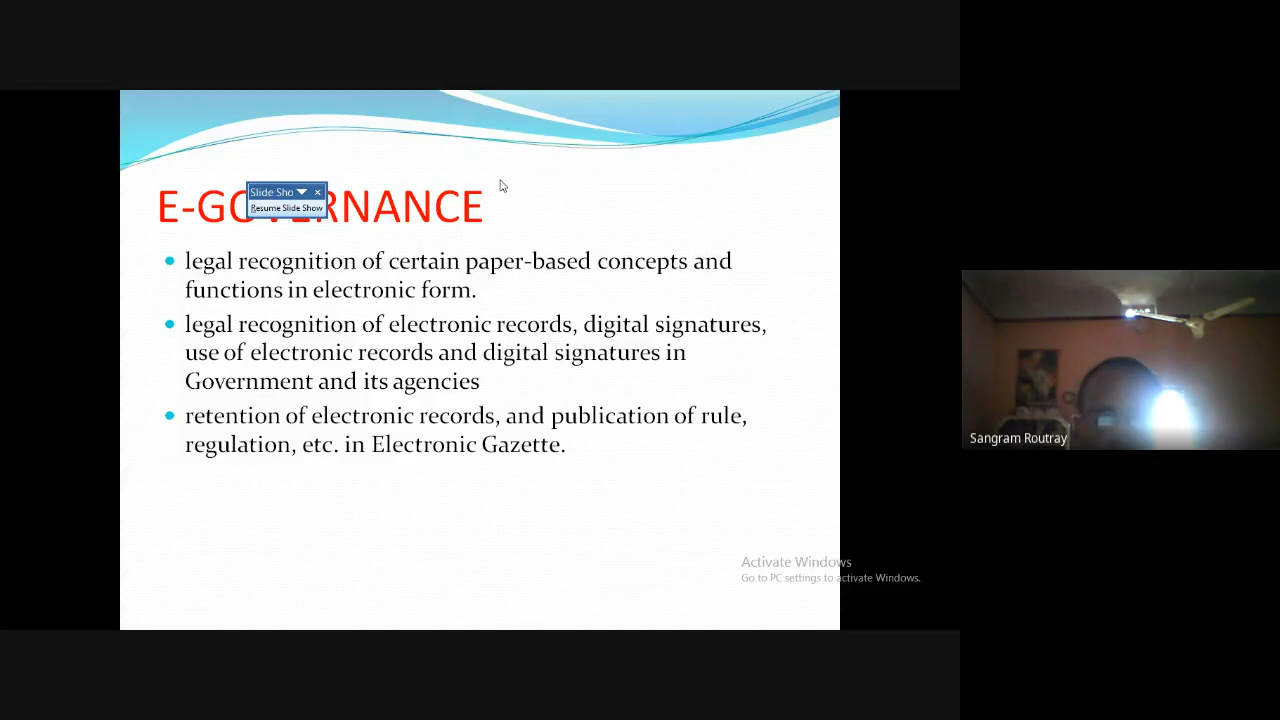 Slide Sho
Resume Slide Show
E-GOVERNANCE
legal recognition of certain paper-based concepts and
functions in electronic form.
legal recognition of electronic records, digital signatures,
use of electronic records and digital signatures in
Government and its agencies
retention of electronic records, and publication of rule,
regulation, etc. in Electronic Gazette.
Sangram Routray
Activate Windows
Go to PC settings to activate Windows.